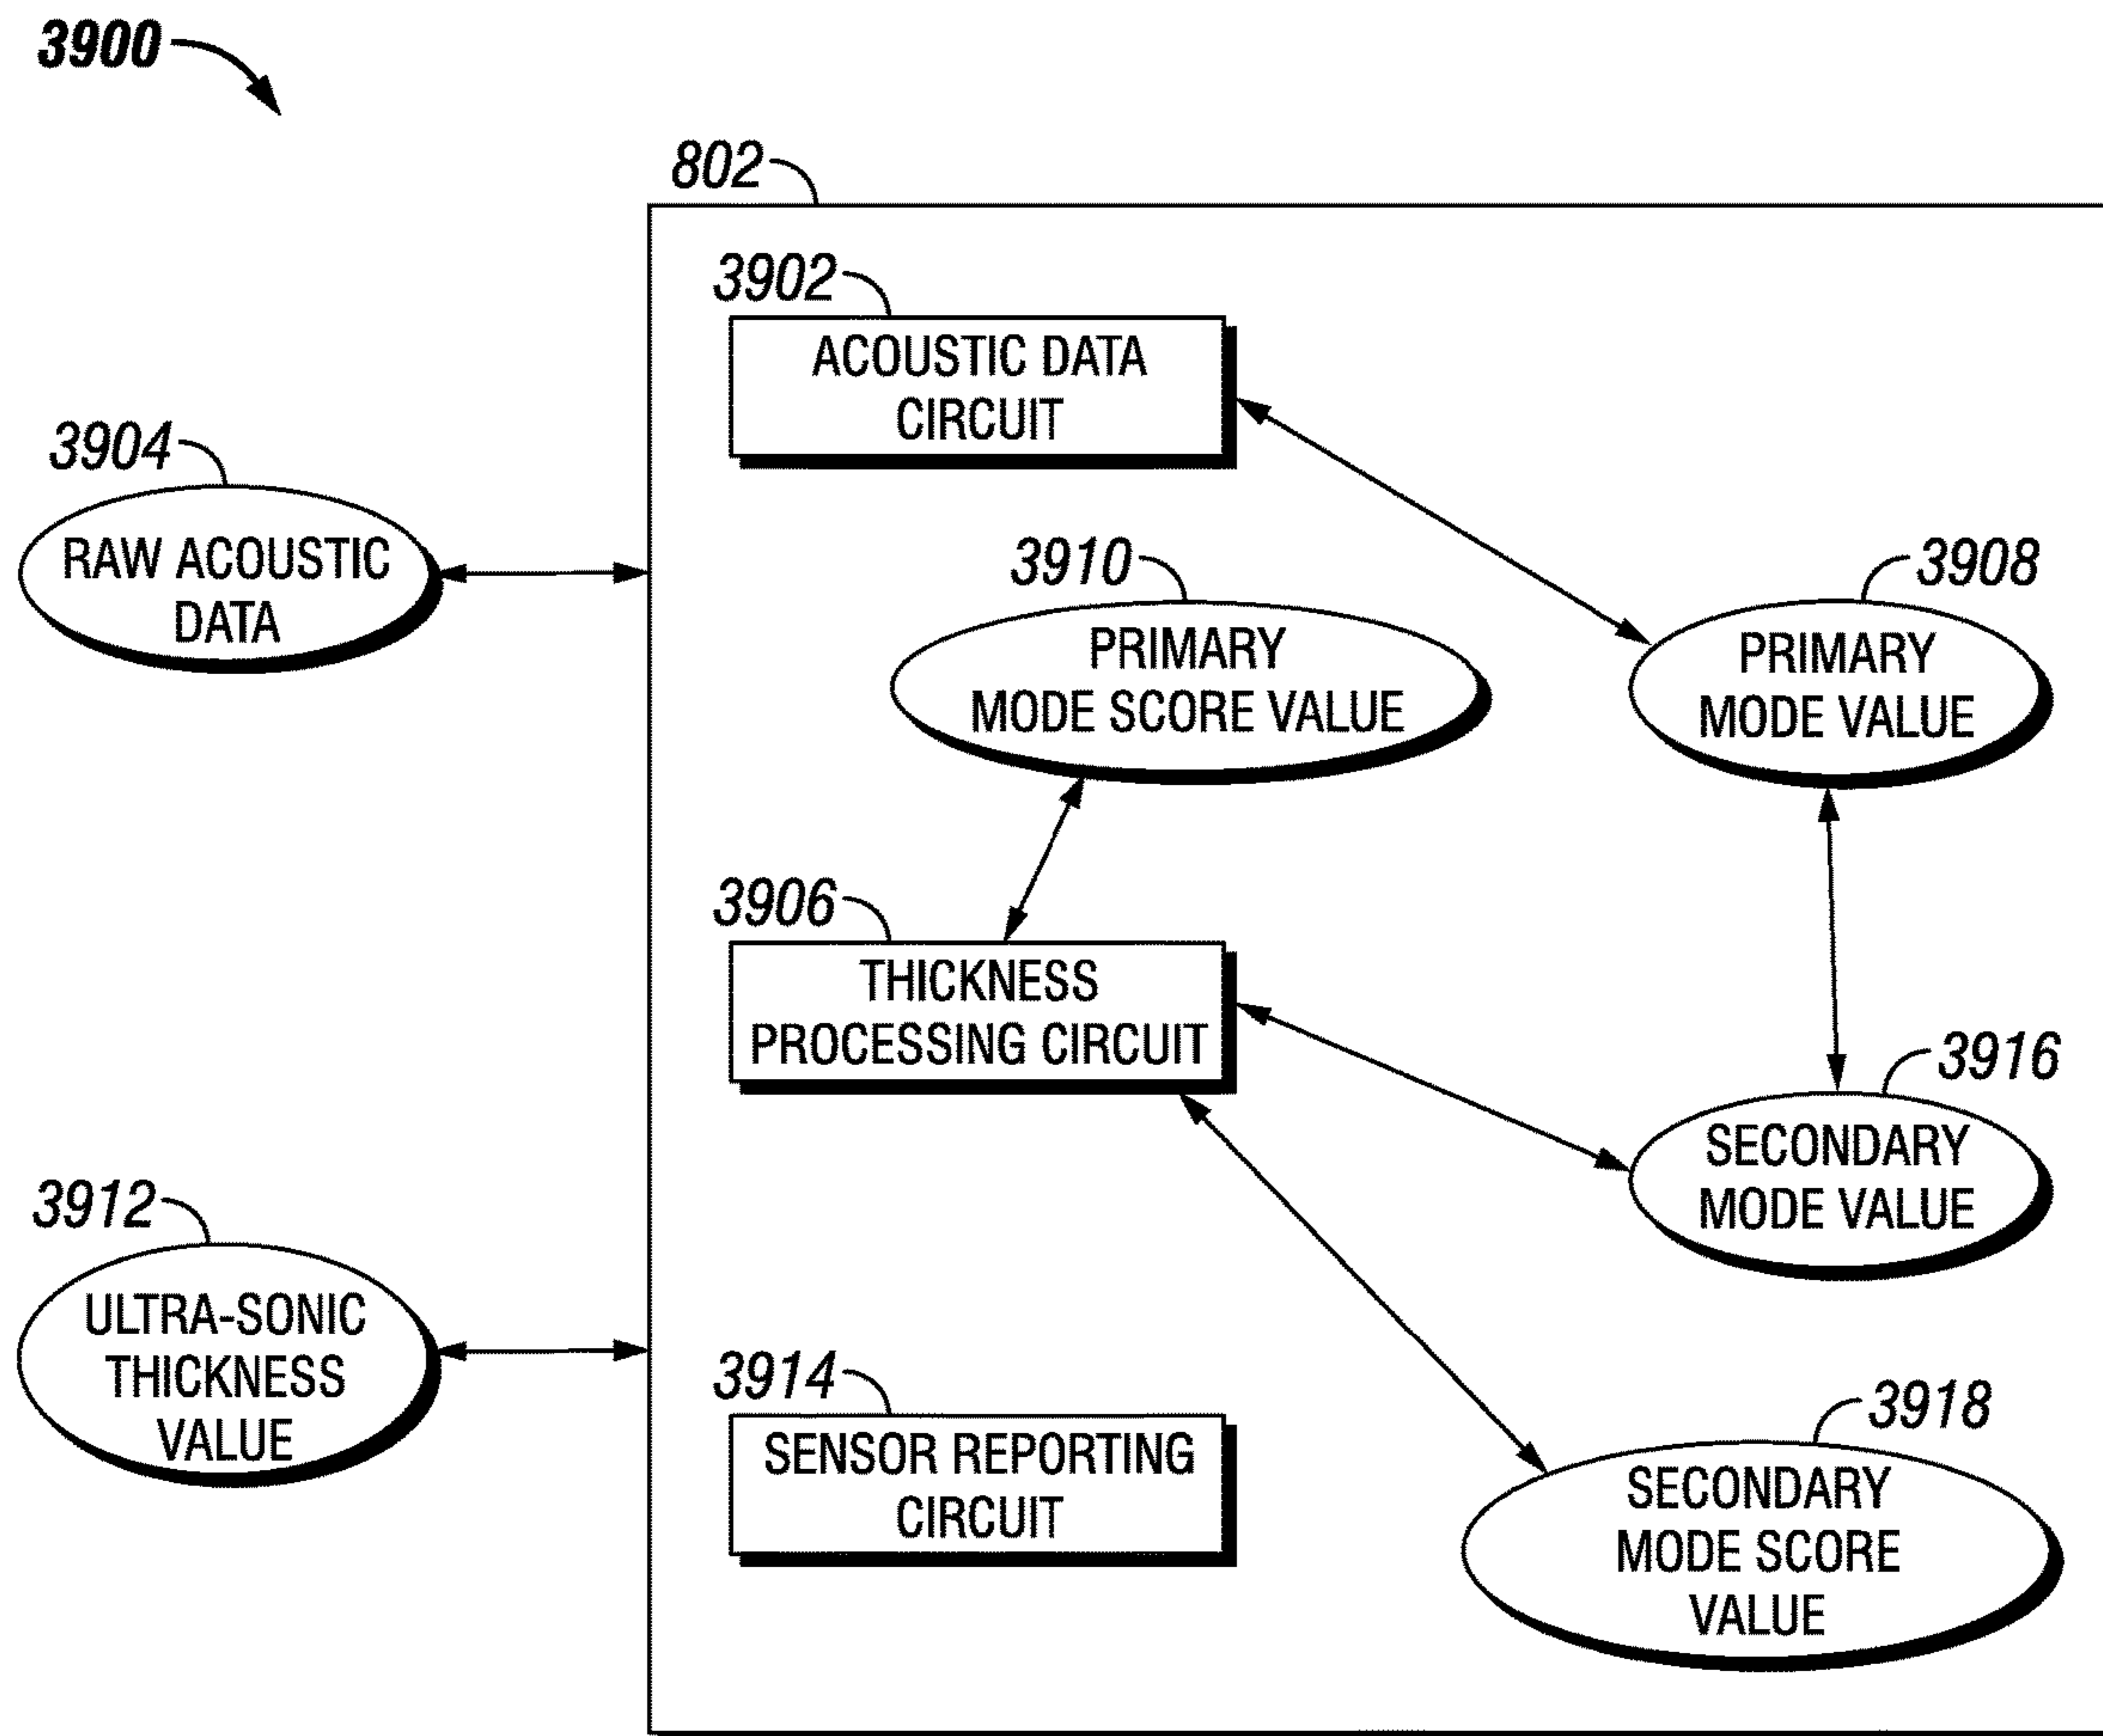 3900
802
3902
ACOUSTIC DATA
CIRCUIT
3904
RAW ACOUSTIC
DATA
3910
PRIMARY
MODE SCORE VALUE
3908
PRIMARY
MODE VALUE
3906
THICKNESS
PROCESSING CIRCUIT
3916
SECONDARY
MODE VALUE
3912
ULTRA-SONIC
THICKNESS
VALUE
3914
SENSOR REPORTING
CIRCUIT
3918
SECONDARY
MODE SCORE
VALUE